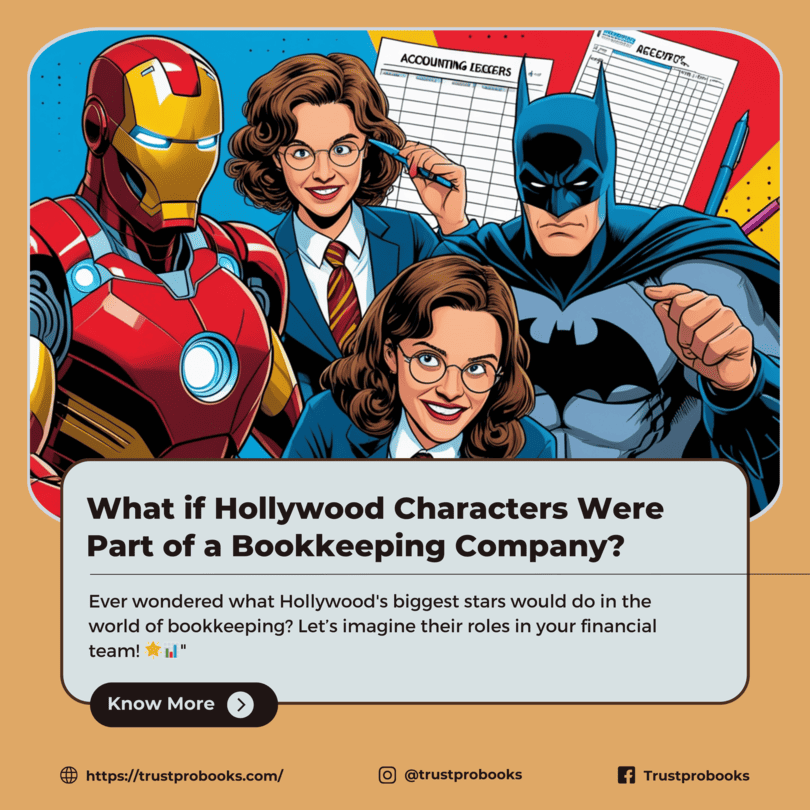 ACCOUNTING
What if Hollywood Characters Were
Part of a Bookkeeping Company?
Ever wondered what Hollywood's biggest stars would do in the
world of bookkeeping? Let's imagine their roles in your financial
team! ⭐📊"
Know More
https://trustprobooks.com/
@trustprobooks
Trustprobooks